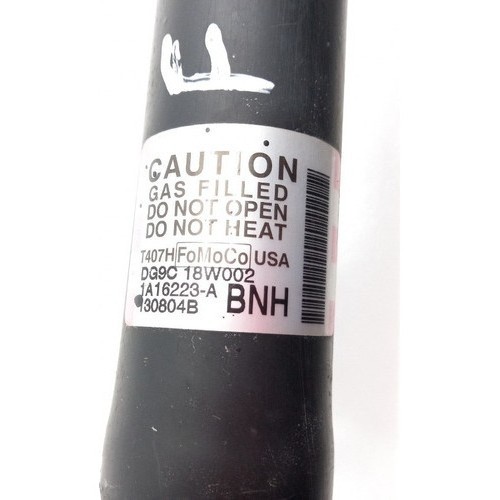 F
CAUTION
GAS FILLED
DO NOT OPEN
DO NOT HEAT
T407H FoMoCo USA
DG9C 18W002
1A16223-A
130804B BNH